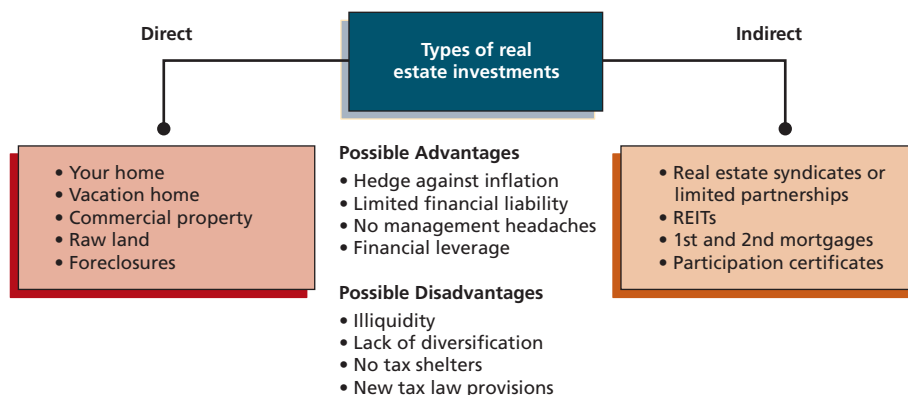 Direct
Types of real
estate investments
Indirect
• Your home
• Vacation home
• Commercial property
• Raw land
• Foreclosures
Possible Advantages
• Hedge against inflation
• Limited financial liability
• No management headaches
• Financial leverage
Possible Disadvantages
• Illiquidity
• Lack of diversification
• No tax shelters
• New tax law provisions
• Real estate syndicates or
limited partnerships
• REITs
• 1st and 2nd mortgages
• Participation certificates